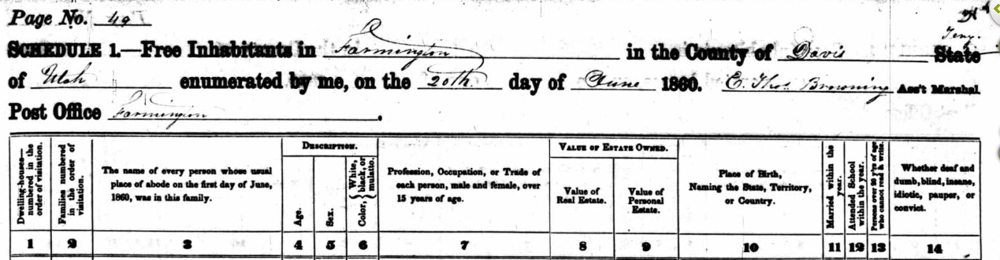 Page No. 49
Terr.
SCHEDULE 1.—Free Inhabitants in Farmington in the County of Davis State
of Utah enumerated by me, on the 20th day of June 1860. E. Thos. Browning Ass't Marshal.
Post Office Farmington.
Dwelling-houses—numbered in the order of visitation.
Families numbered in the order of visitation.
The name of every person whose usual
place of abode on the first day of June,
1860, was in this family.
DESCRIPTION.
Age.
Sex.
Color, { White, black, or mulatto.
Profession, Occupation, or Trade of
each person, male and female, over
15 years of age.
VALUE OF ESTATE OWNED.
Value of
Real Estate.
Value of
Personal
Estate.
Place of Birth,
Naming the State, Territory,
or Country.
Married within the year.
Attended School within the year.
Persons over 20 y'rs of age who cannot read & write.
Whether deaf and
dumb, blind, insane,
idiotic, pauper, or
convict.
1 2 3 4 5 6 7 8 9 10 11 12 13 14